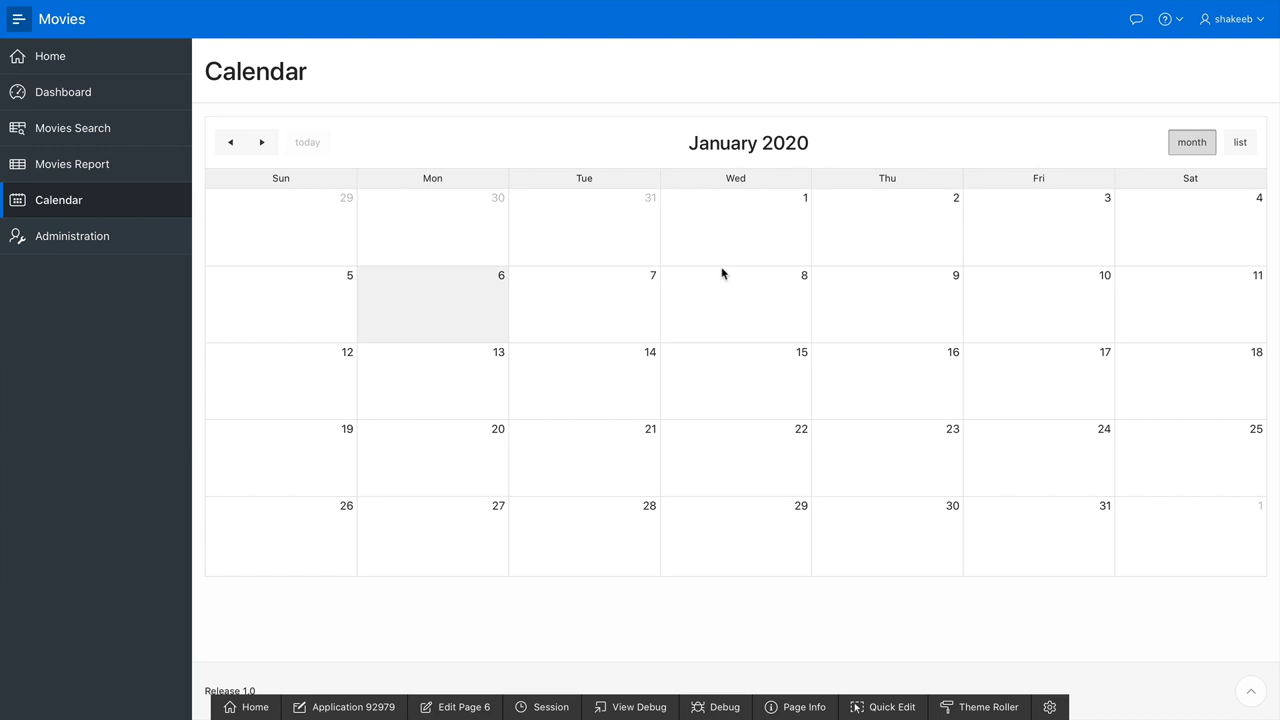 Movies
shakeeb
Home
Dashboard
Movies Search
Movies Report
Calendar
Administration
Calendar
today
January 2020
month
list
Sun Mon Tue Wed Thu Fri Sat
29 30 31 1 2 3 4
5 6 7 8 9 10 11
12 13 14 15 16 17 18
19 20 21 22 23 24 25
26 27 28 29 30 31 1
Release 1.0
Home Application 92979 Edit Page 6 Session View Debug Debug Page Info Quick Edit Theme Roller